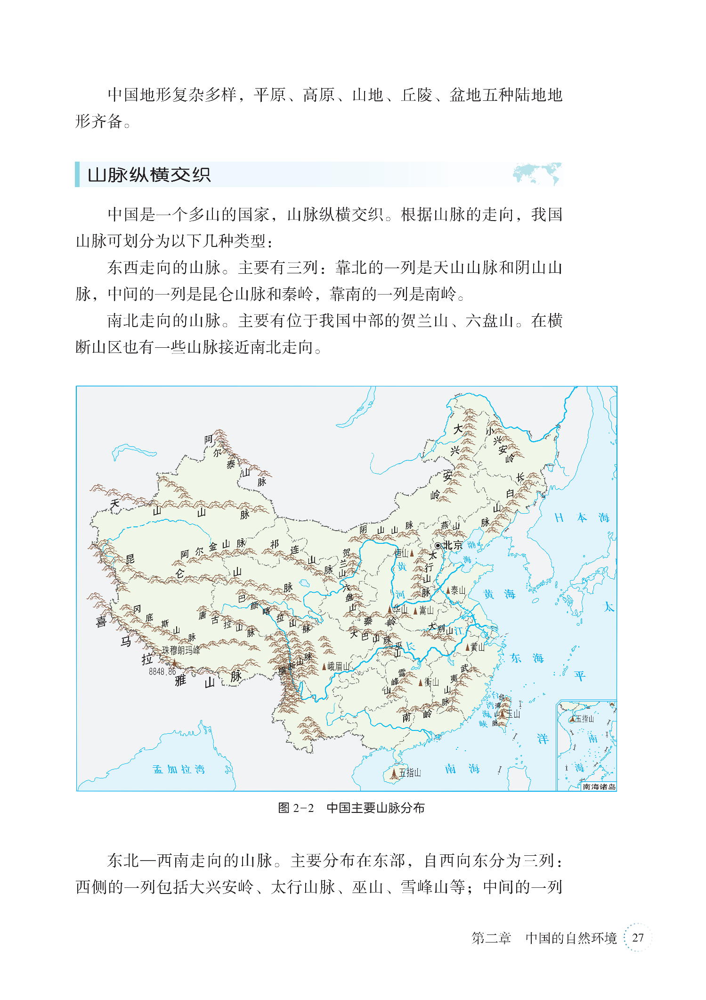 中国地形复杂多样，平原、高原、山地、丘陵、盆地五种陆地地
形齐备。
山脉纵横交织
中国是一个多山的国家，山脉纵横交织。根据山脉的走向，我国
山脉可划分为以下几种类型：
东西走向的山脉。主要有三列：靠北的一列是天山山脉和阴山山
脉，中间的一列是昆仑山脉和秦岭，靠南的一列是南岭。
南北走向的山脉。主要有位于我国中部的贺兰山、六盘山。在横
断山区也有一些山脉接近南北走向。
大兴安岭
小兴安岭
阿尔泰山脉
长白山脉
天山山脉
日本海
阴山山脉
燕山
北京
渤海
阿尔金山脉
祁连山脉
贺兰山
恒山
太行山脉
昆仑山脉
黄河
六盘山
泰山
黄海
太平洋
巴颜喀拉山脉
冈底斯山脉
唐古拉山脉
华山
嵩山
秦岭
大别山
长江
大巴山脉
巫山
黄山
喜马拉雅山脉
珠穆朗玛峰
8848.86
横断山脉
峨眉山
东海
雪峰山
衡山
武夷山脉
台湾海峡
台湾山脉
玉山
南岭
五指山
南海
孟加拉湾
五指山
南海
南海诸岛
图 2-2　中国主要山脉分布
东北—西南走向的山脉。主要分布在东部，自西向东分为三列：
西侧的一列包括大兴安岭、太行山脉、巫山、雪峰山等；中间的一列
第二章　中国的自然环境　27